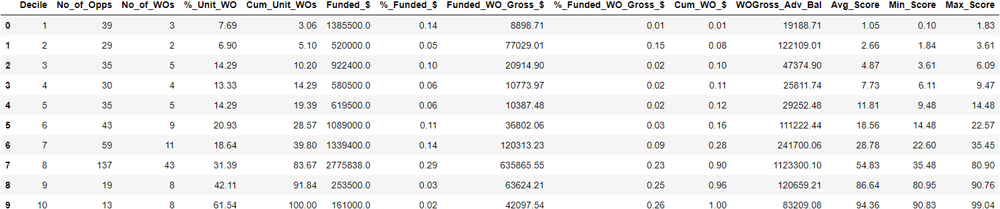 Decile No_of_Opps No_of_WOs %_Unit_WO Cum_Unit_WOs Funded_$ %_Funded_$ Funded_WO_Gross_$ %_Funded_WO_Gross_$ Cum_WO_$ WOGross_Adv_Bal Avg_Score Min_Score Max_Score
0 1 39 3 7.69 3.06 1385500.0 0.14 8898.71 0.01 0.01 19188.71 1.05 0.10 1.83
1 2 29 2 6.90 5.10 520000.0 0.05 77029.01 0.15 0.08 122109.01 2.66 1.84 3.61
2 3 35 5 14.29 10.20 922400.0 0.10 20914.90 0.02 0.10 47374.90 4.87 3.61 6.09
3 4 30 4 13.33 14.29 580500.0 0.06 10773.97 0.02 0.11 25811.74 7.73 6.11 9.47
4 5 35 5 14.29 19.39 619500.0 0.06 10387.48 0.02 0.12 29252.48 11.81 9.48 14.48
5 6 43 9 20.93 28.57 1089000.0 0.11 36802.06 0.03 0.16 111222.44 18.56 14.48 22.57
6 7 59 11 18.64 39.80 1339400.0 0.14 120313.23 0.09 0.28 241700.06 28.78 22.60 35.45
7 8 137 43 31.39 83.67 2775838.0 0.29 635865.55 0.23 0.90 1123300.10 54.83 35.48 80.90
8 9 19 8 42.11 91.84 253500.0 0.03 63624.21 0.25 0.96 120659.21 86.64 80.95 90.76
9 10 13 8 61.54 100.00 161000.0 0.02 42097.54 0.26 1.00 83209.08 94.36 90.83 99.04